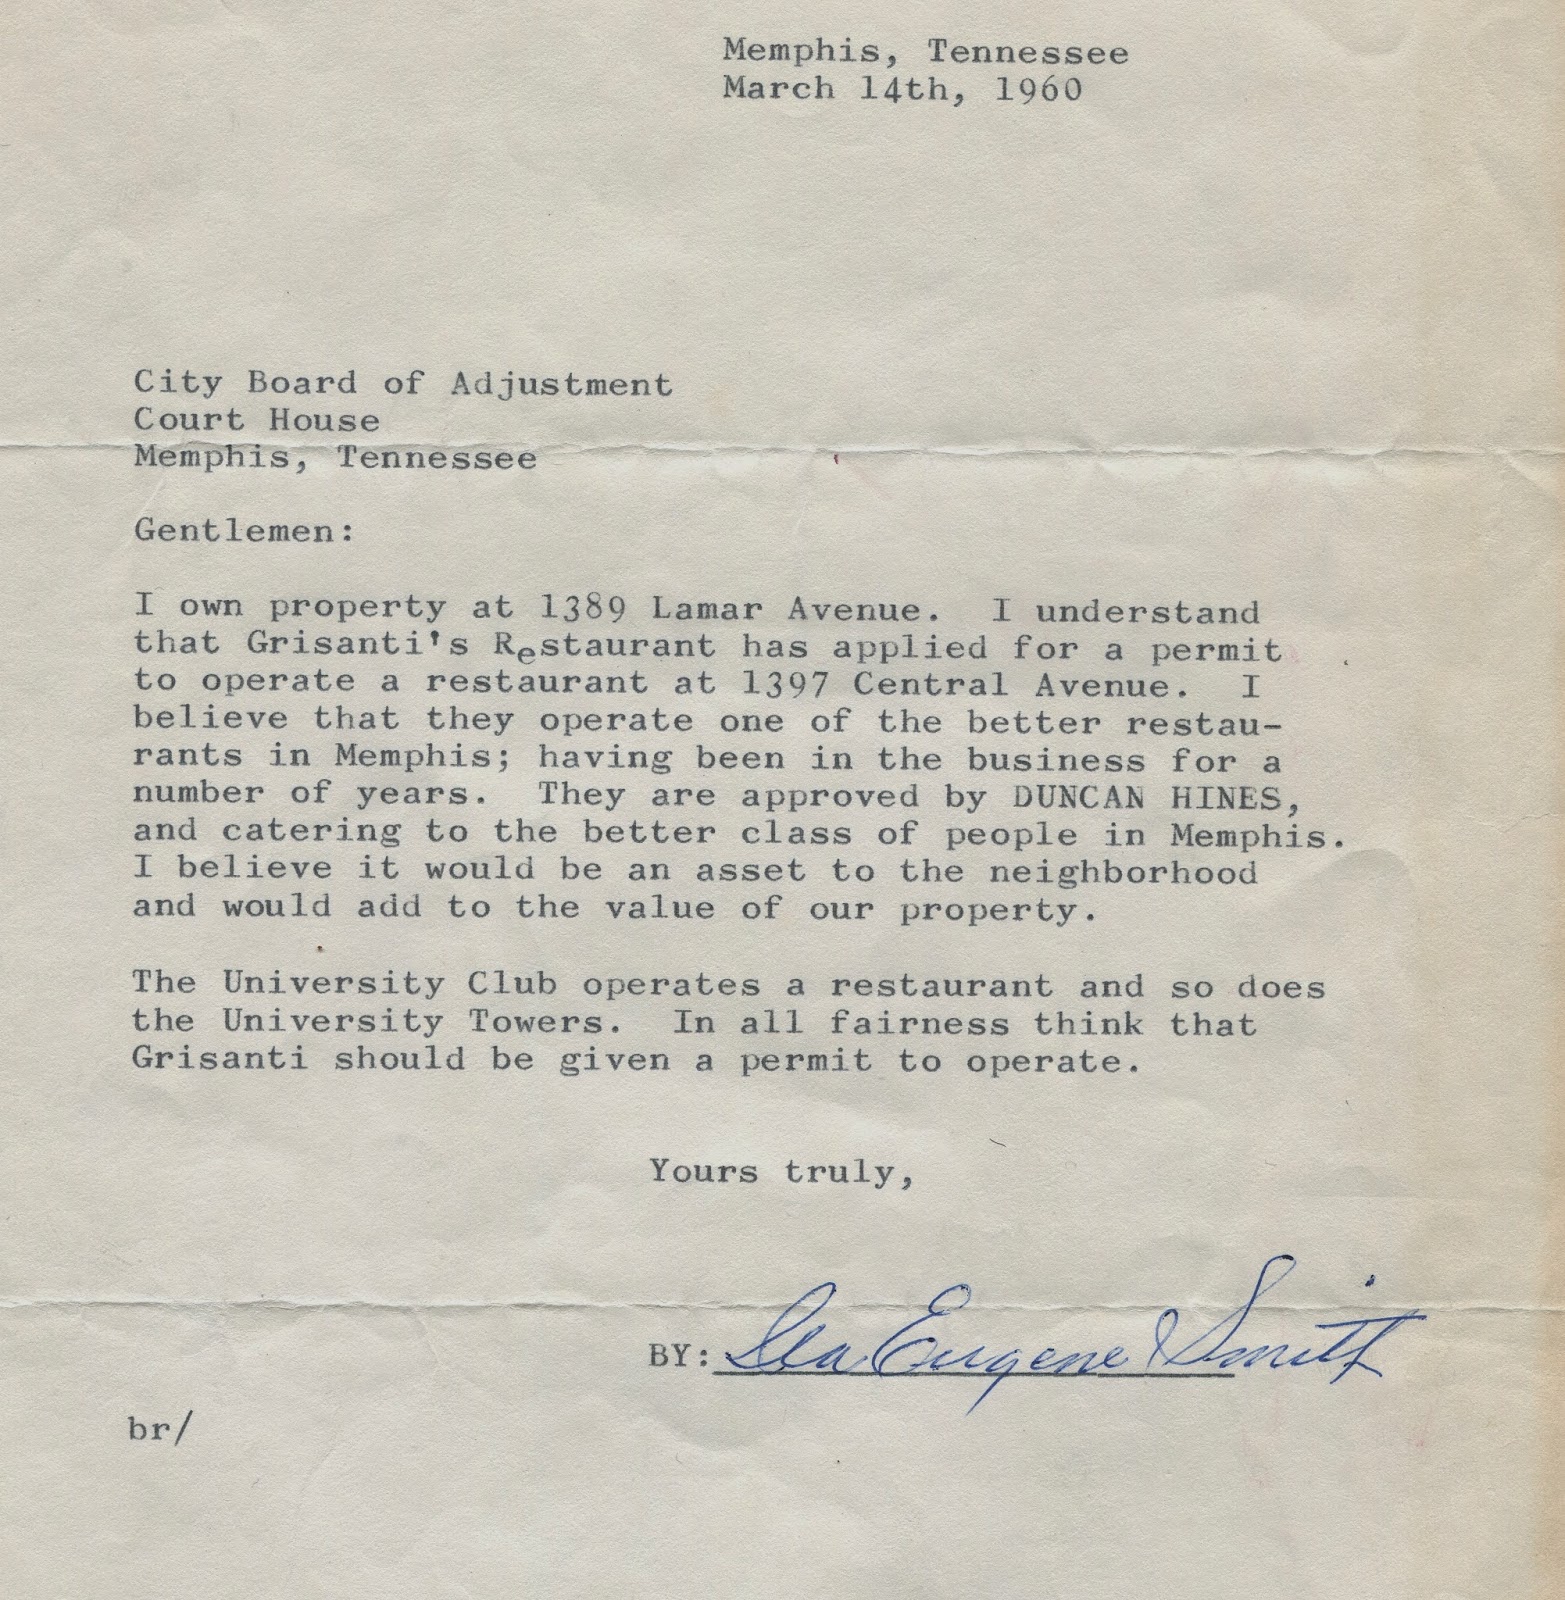 Memphis, Tennessee
March 14th, 1960
City Board of Adjustment
Court House
Memphis, Tennessee
Gentlemen:
I own property at 1389 Lamar Avenue. I understand
that Grisanti's Restaurant has applied for a permit
to operate a restaurant at 1397 Central Avenue. I
believe that they operate one of the better restau-
rants in Memphis; having been in the business for a
number of years. They are approved by DUNCAN HINES,
and catering to the better class of people in Memphis.
I believe it would be an asset to the neighborhood
and would add to the value of our property.
The University Club operates a restaurant and so does
the University Towers. In all fairness think that
Grisanti should be given a permit to operate.
Yours truly,
BY: Eugene Smith
br/